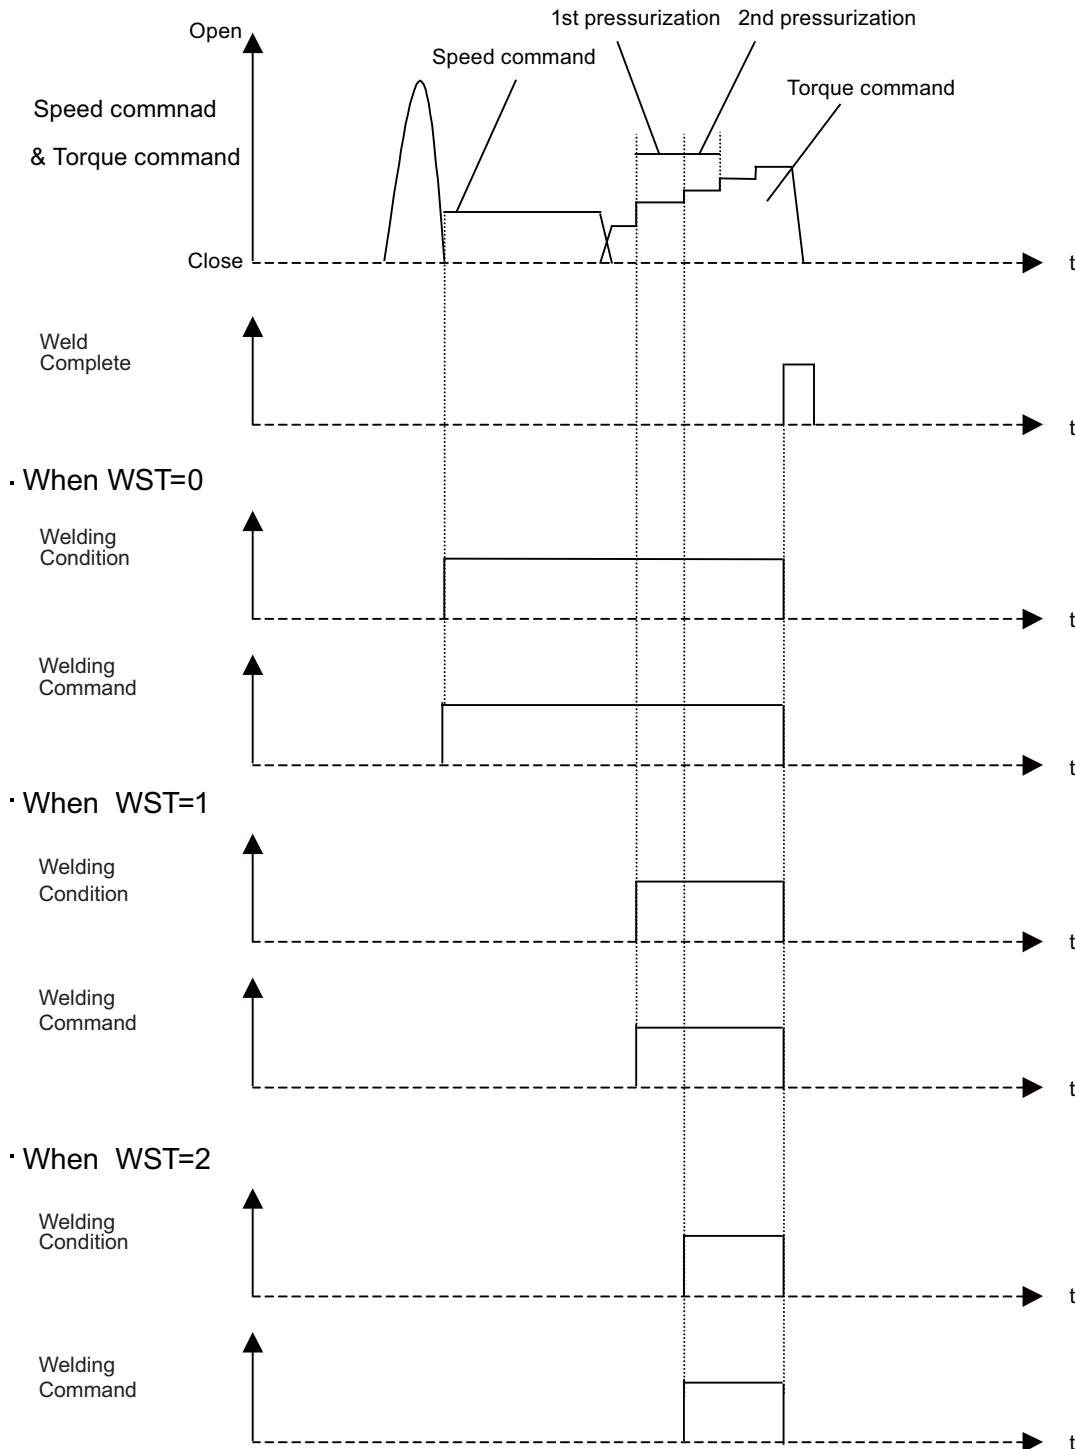 1st pressurization
2nd pressurization
Open
Speed command
Torque command
Speed commnad
& Torque command
Close
t
Weld
Complete
t
· When WST=0
Welding
Condition
t
Welding
Command
t
· When WST=1
Welding
Condition
t
Welding
Command
t
· When WST=2
Welding
Condition
t
Welding
Command
t